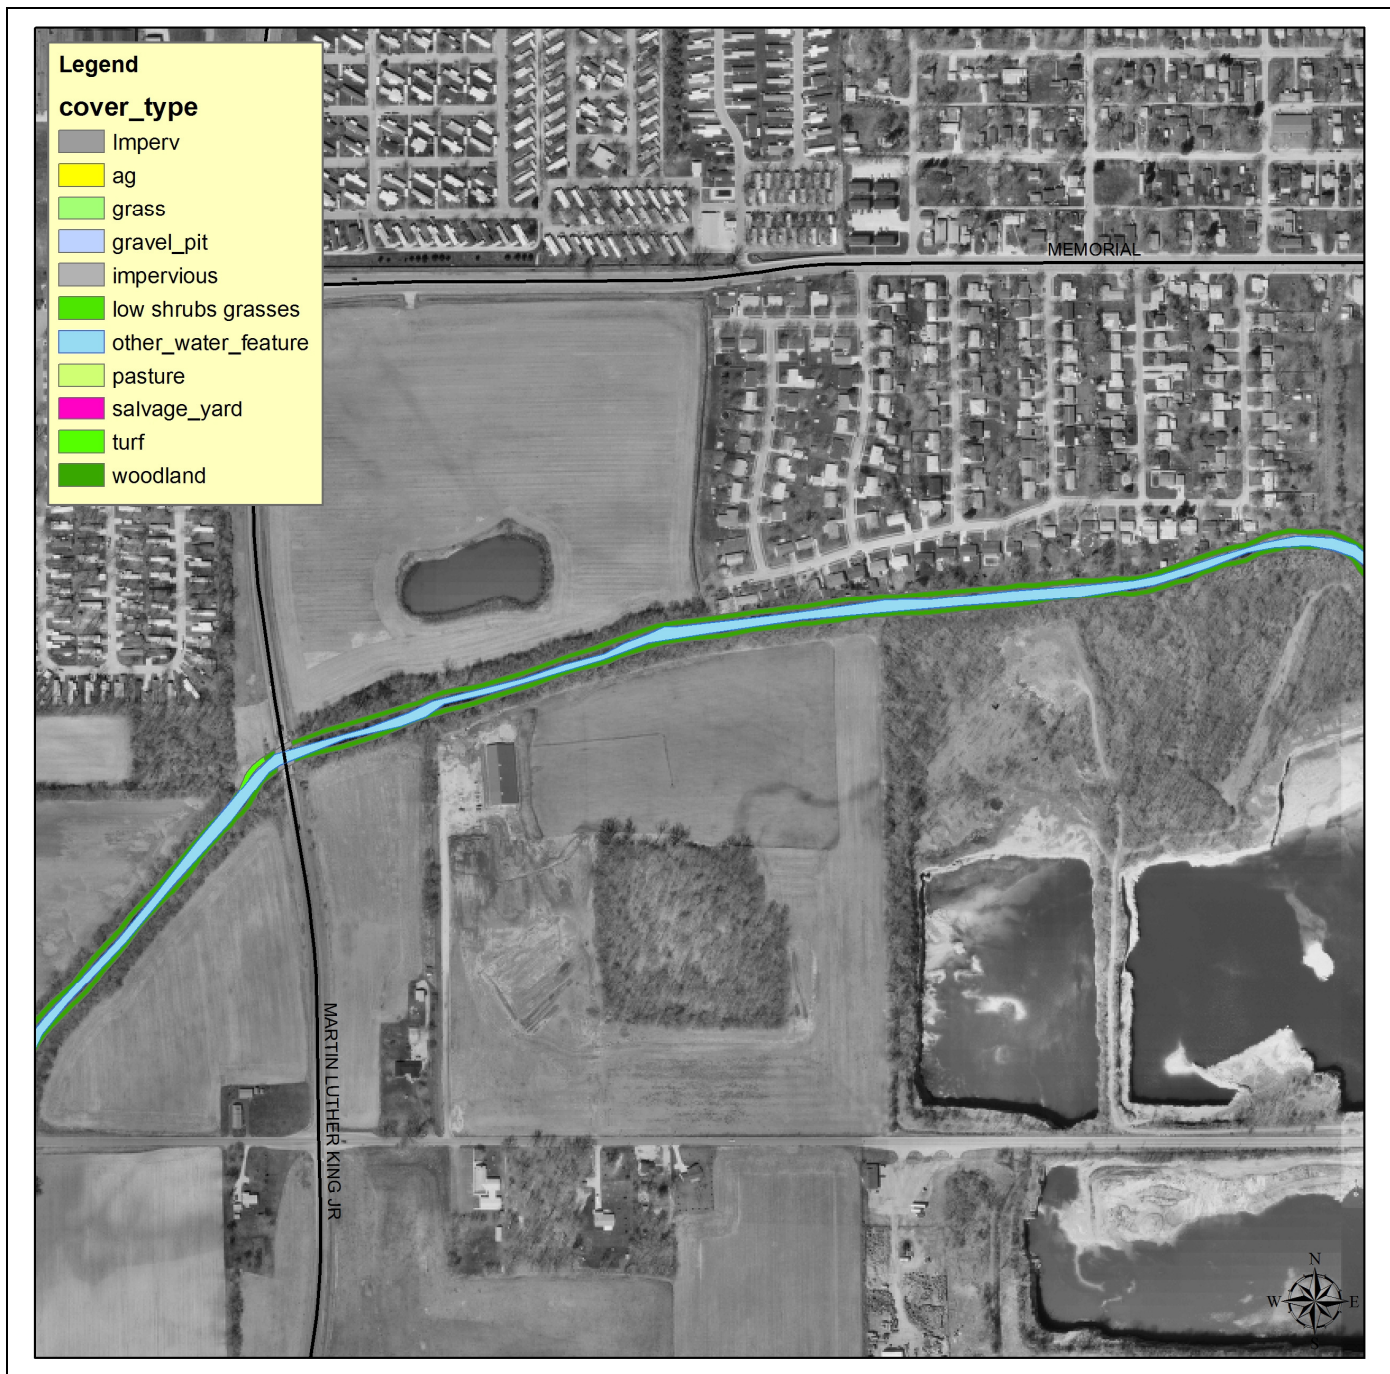 Legend
cover_type
Imperv
ag
grass
gravel_pit
impervious
low shrubs grasses
other_water_feature
pasture
salvage_yard
turf
woodland
MEMORIAL
MARTIN LUTHER KING JR
N
W E
S